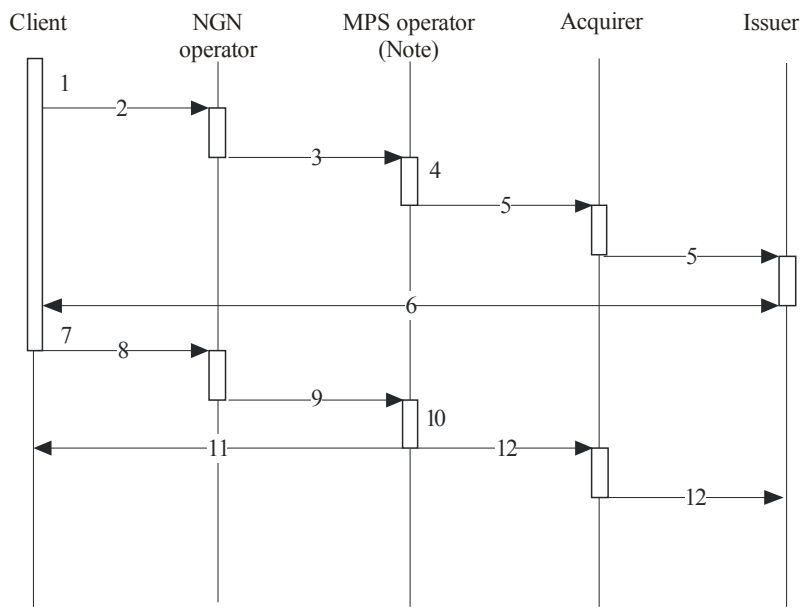 Client
NGN
operator
MPS operator
(Note)
Acquirer
Issuer
1
2
3
4
5
5
6
7
8
9
10
11
12
12